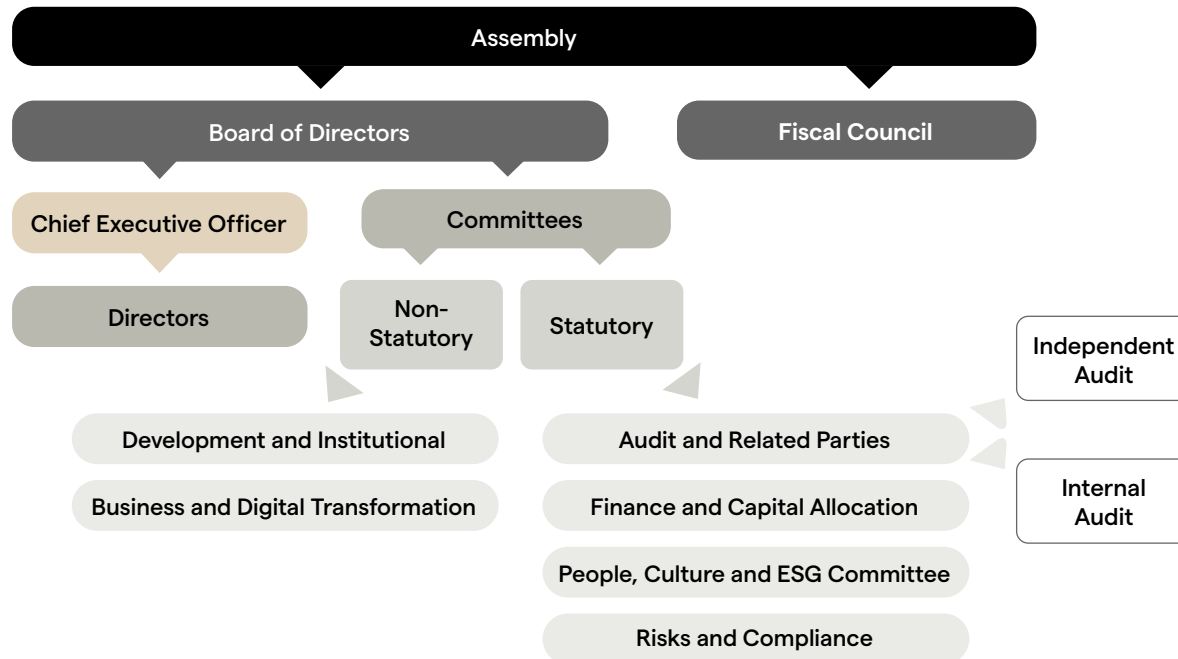 Assembly
Board of Directors
Fiscal Council
Chief Executive Officer
Committees
Directors
Non-
Statutory
Statutory
Independent
Audit
Development and Institutional
Audit and Related Parties
Business and Digital Transformation
Finance and Capital Allocation
Internal
Audit
People, Culture and ESG Committee
Risks and Compliance